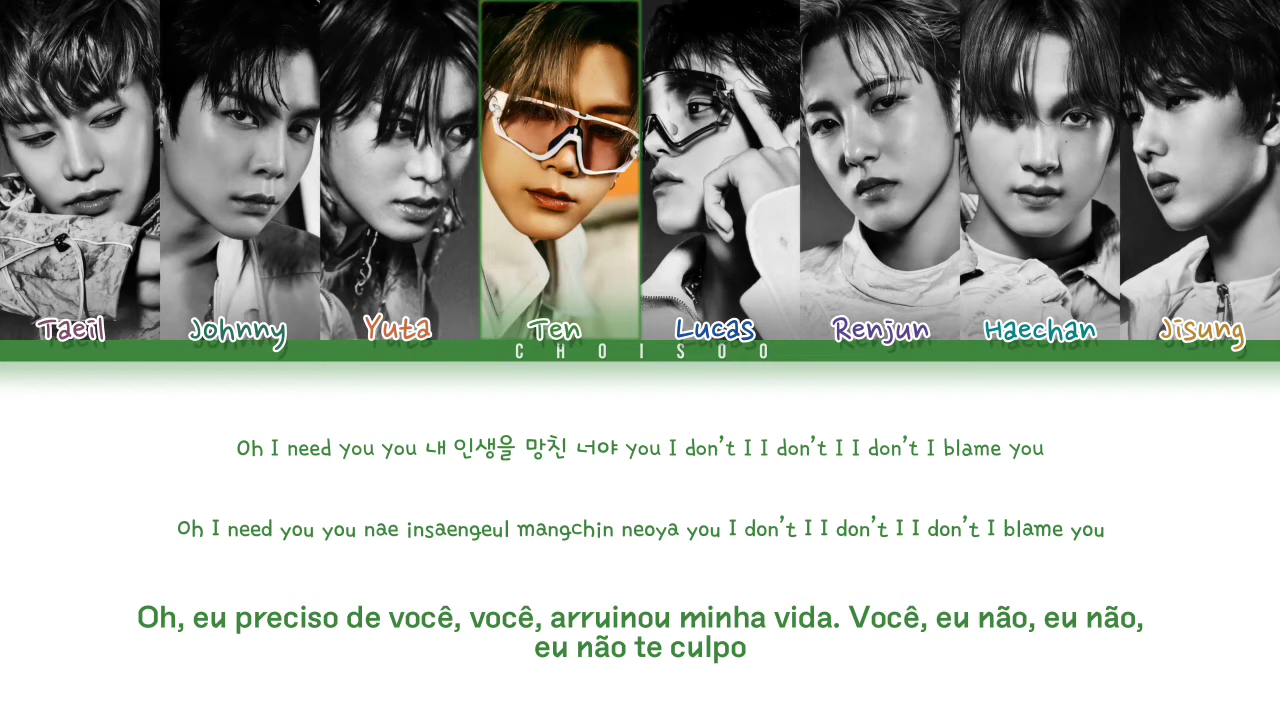 Taeil Johnny Yuta Ten Lucas Renjun Haechan Jisung
CHOISOO
Oh I need you you 내 인생을 망친 너야 you I don't I I don't I I don't I blame you
Oh I need you you nae insaengeul mangchin neoya you I don't I I don't I I don't I blame you
Oh, eu preciso de você, você, arruinou minha vida. Você, eu não, eu não,
eu não te culpo